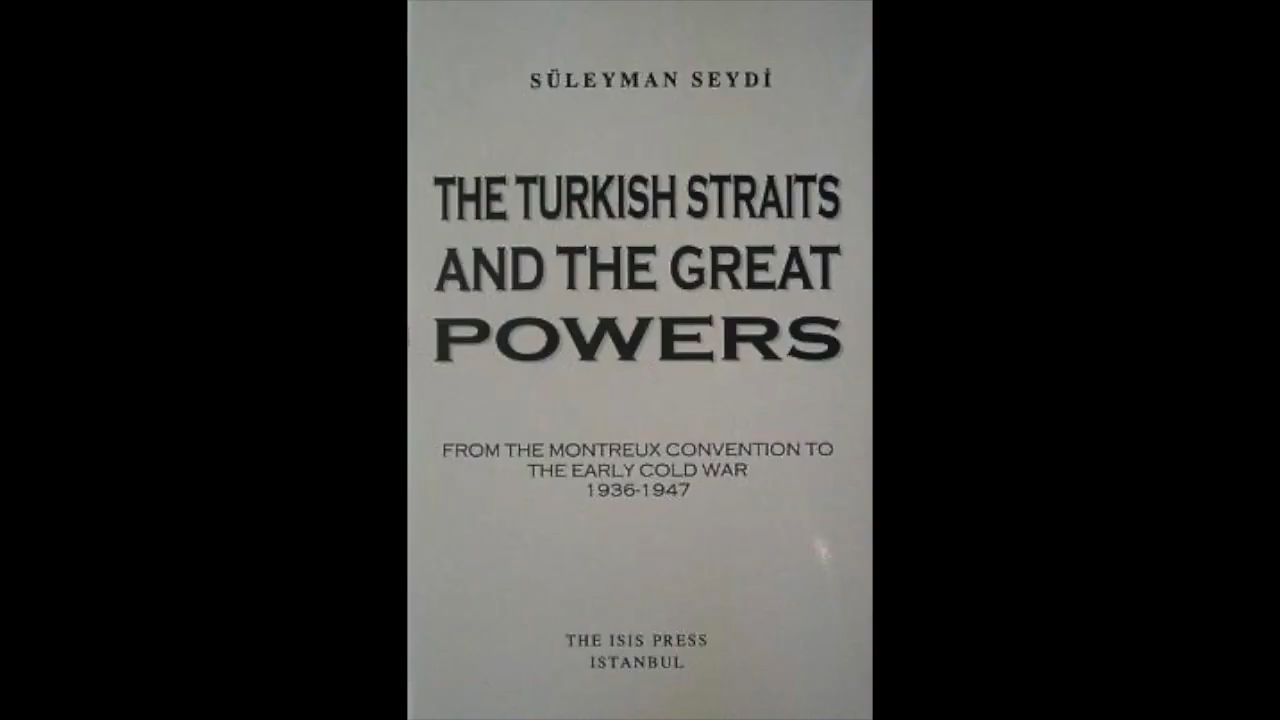 SÜLEYMAN SEYDİ
THE TURKISH STRAITS
AND THE GREAT
POWERS
FROM THE MONTREUX CONVENTION TO
THE EARLY COLD WAR
1936-1947
THE ISIS PRESS
ISTANBUL